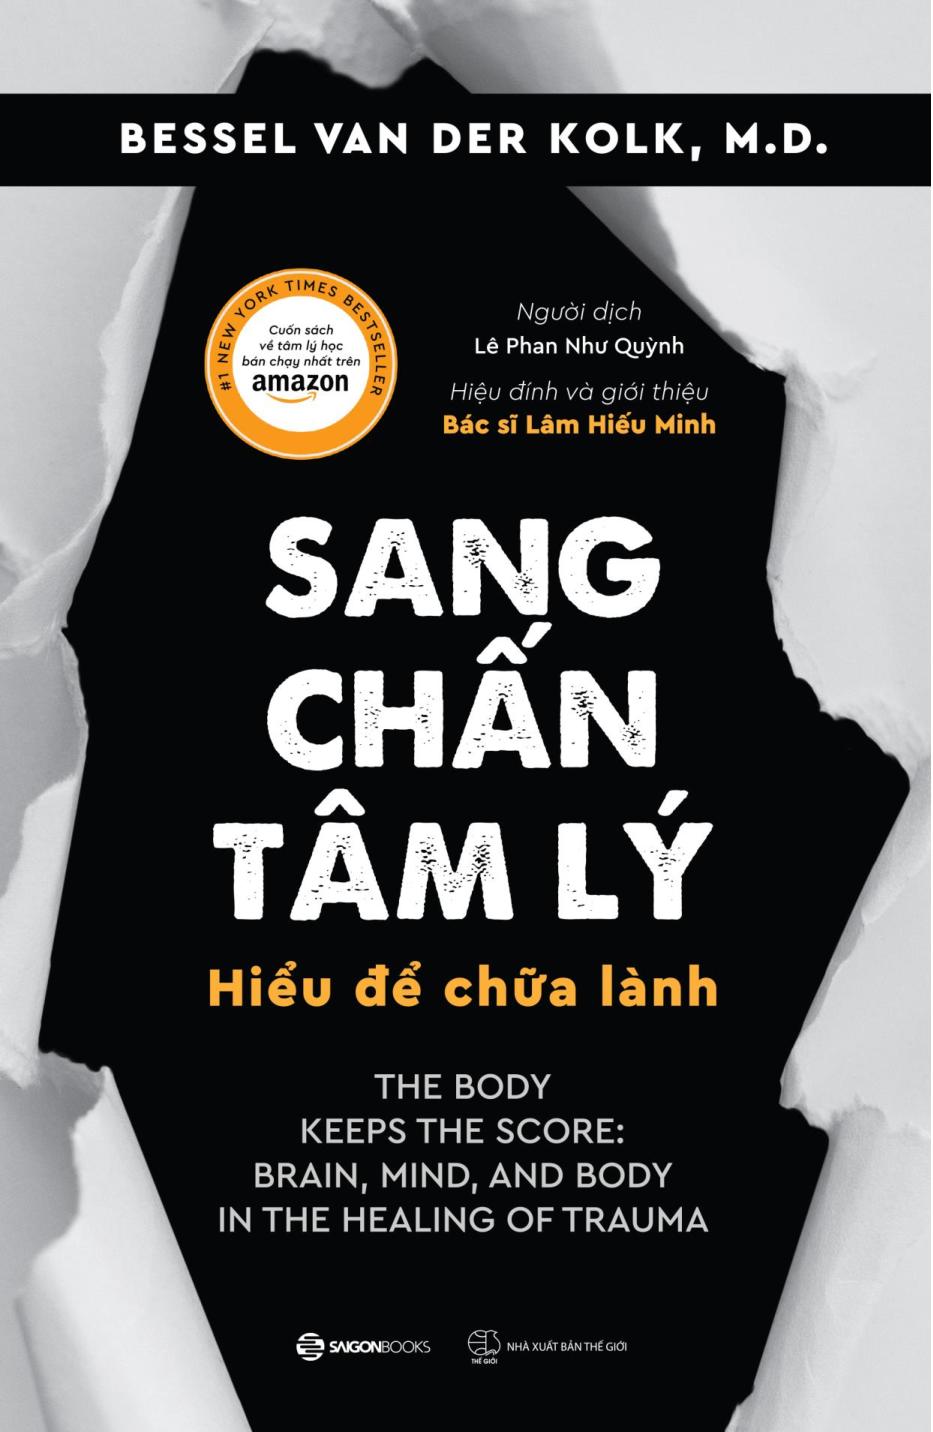 BESSEL VAN DER KOLK, M.D.
#1 NEW YORK TIMES BESTSELLER
Cuốn sách
về tâm lý học
bán chạy nhất trên
amazon
Người dịch
Lê Phan Như Quỳnh
Hiệu đính và giới thiệu
Bác sĩ Lâm Hiếu Minh
SANG
CHẤN
TÂM LÝ
Hiểu để chữa lành
THE BODY
KEEPS THE SCORE:
BRAIN, MIND, AND BODY
IN THE HEALING OF TRAUMA
SAIGONBOOKS
THẾ GIỚI
NHÀ XUẤT BẢN THẾ GIỚI